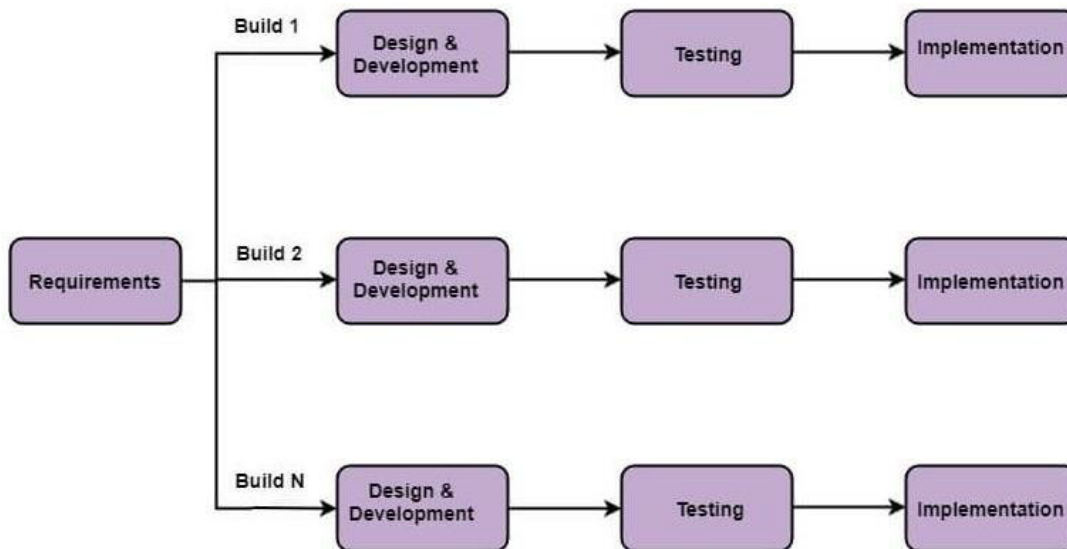 Build 1
Design &
Development
Testing
Implementation
Requirements
Build 2
Design &
Development
Testing
Implementation
Build N
Design &
Development
Testing
Implementation